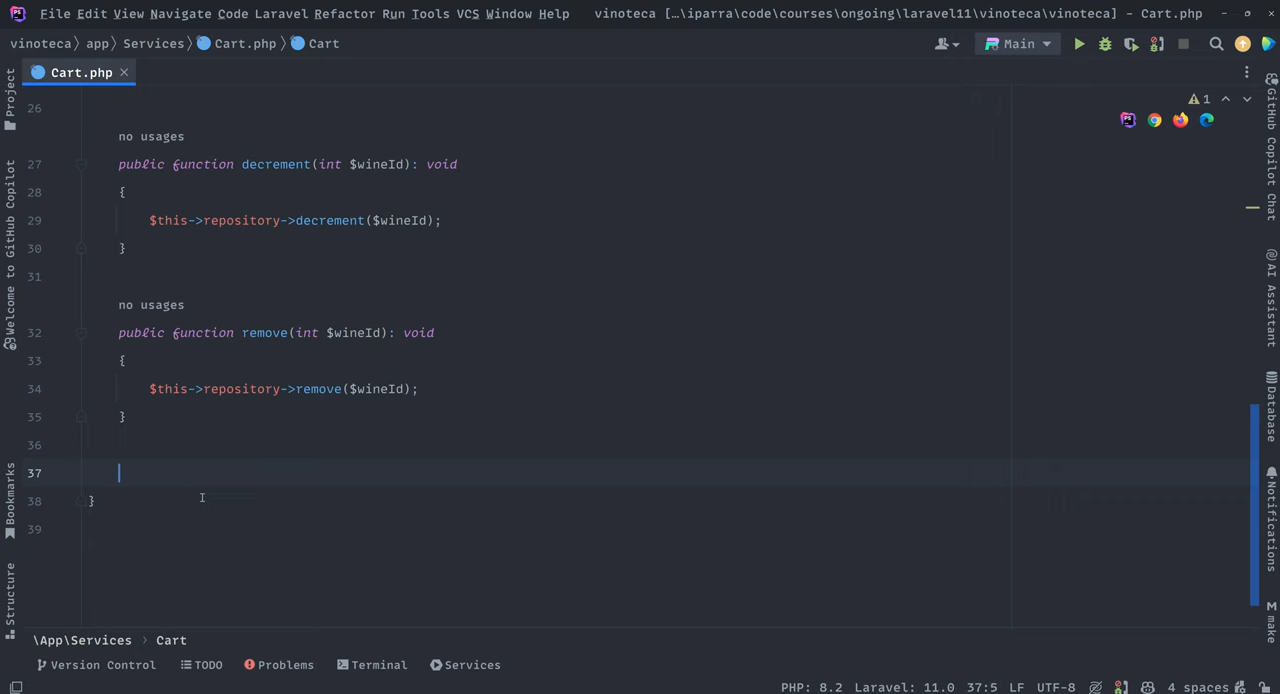 File Edit View Navigate Code Laravel Refactor Run Tools VCS Window Help vinoteca [...\iparra\code\courses\ongoing\laravel11\vinoteca\vinoteca] - Cart.php
vinoteca > app > Services > Cart.php > Cart
Main
Cart.php
Project
Welcome to GitHub Copilot
Bookmarks
Structure
1
26
no usages
27 public function decrement(int $wineId): void
28 {
29 $this->repository->decrement($wineId);
30 }
31
no usages
32 public function remove(int $wineId): void
33 {
34 $this->repository->remove($wineId);
35 }
36
37
38 }
39
GitHub Copilot Chat
AI Assistant
Database
Notifications
M make
\App\Services > Cart
Version Control TODO Problems Terminal Services
PHP: 8.2 Laravel: 11.0 37:5 LF UTF-8 4 spaces